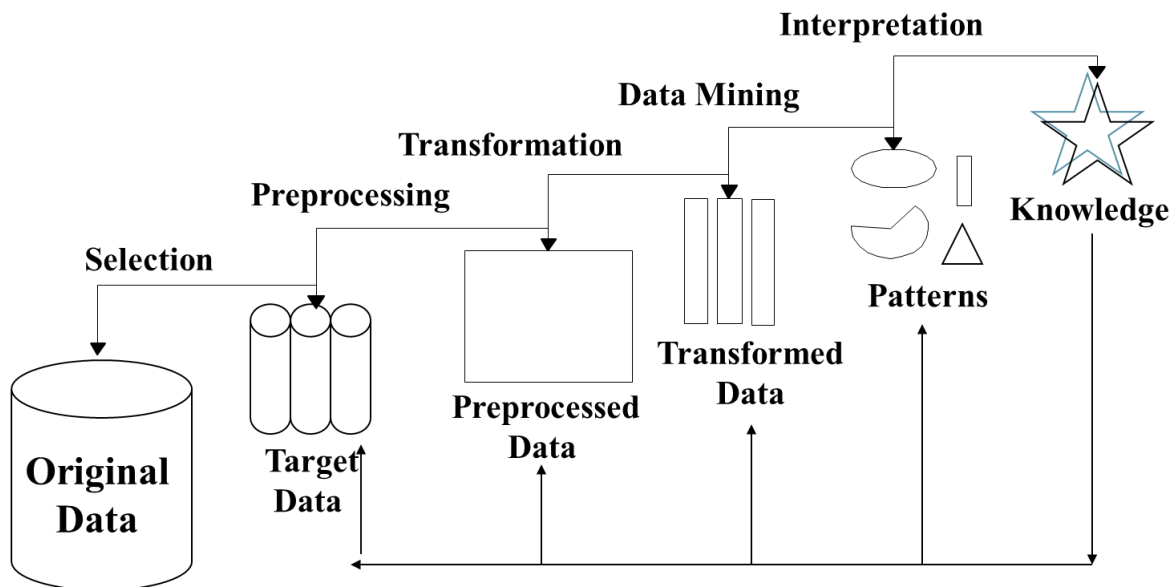 Interpretation
Data Mining
Transformation
Preprocessing
Selection
Knowledge
Patterns
Transformed
Data
Preprocessed
Data
Target
Data
Original
Data